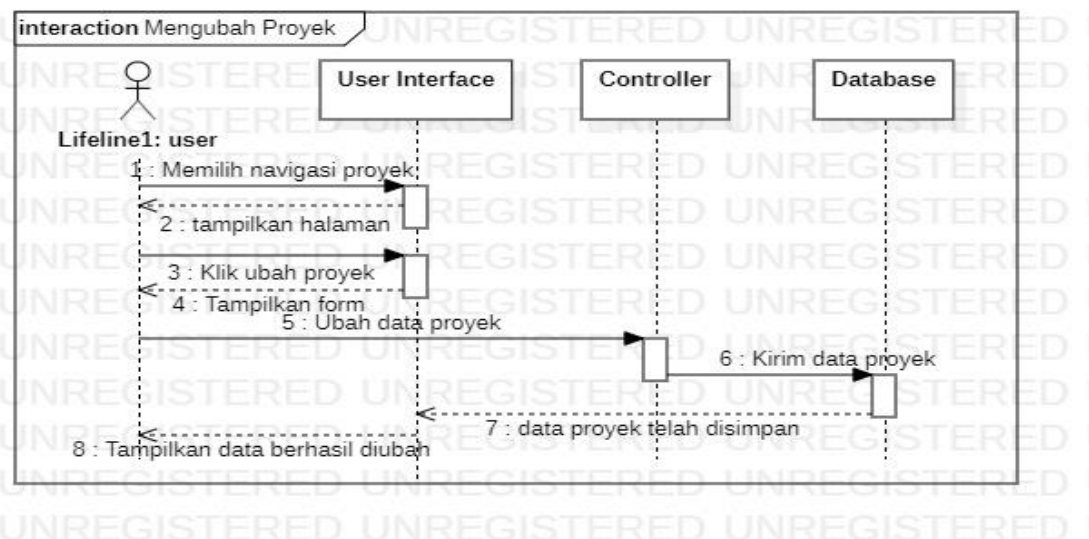 interaction Mengubah Proyek
User Interface
Controller
Database
Lifeline1: user
1 : Memilih navigasi proyek
2 : tampilkan halaman
3 : Klik ubah proyek
4 : Tampilkan form
5 : Ubah data proyek
6 : Kirim data proyek
7 : data proyek telah disimpan
8 : Tampilkan data berhasil diubah
UNREGISTERED UNREGISTERED UNREGISTERED